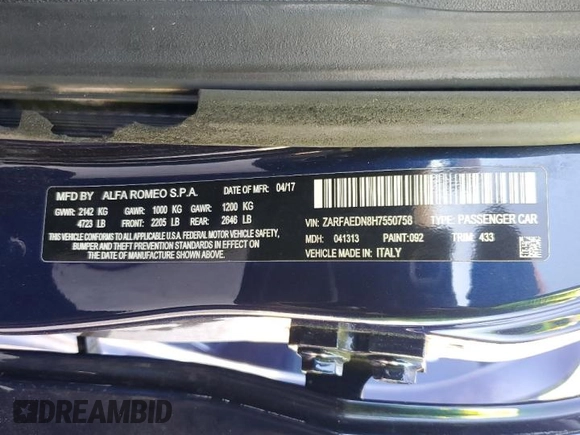 MFD BY ALFA ROMEO S.P.A. DATE OF MFR 04/17
GVWR: 2142 KG GAWR: 1000 KG GAWR: 1200 KG
4723 LB FRONT: 2205 LB REAR: 2646 LB
THIS VEHICLE CONFORMS TO ALL APPLICABLE U.S.A. FEDERAL MOTOR VEHICLE SAFETY,
BUMPER AND THEFT PREVENTION STANDARDS IN EFFECT ON
THE DATE OF MANUFACTURE SHOWN ABOVE.
VIN: ZARFAEDN8H7550758 TYPE: PASSENGER CAR
MDH: 041313 PAINT:092 TRIM: 433
VEHICLE MADE IN: ITALY
DREAMBID